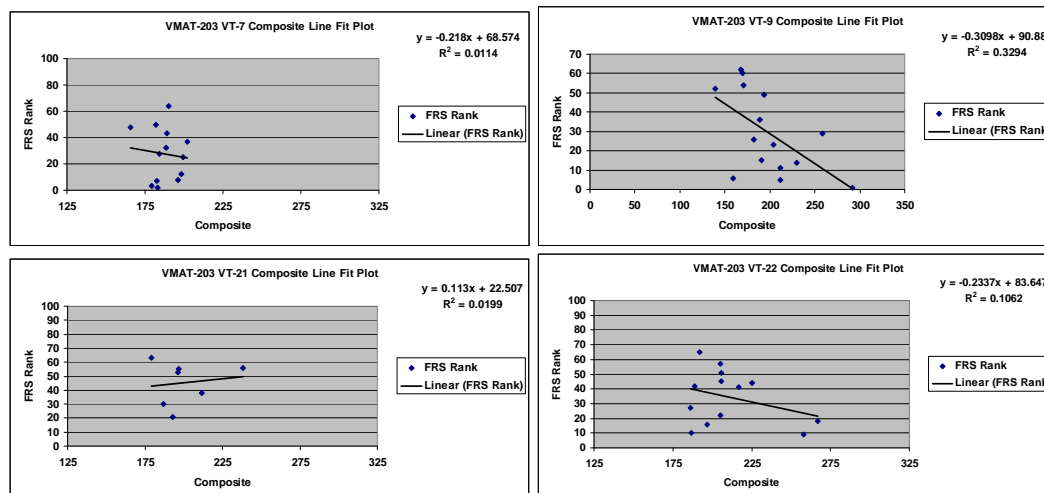 VMAT-203 VT-7 Composite Line Fit Plot
y = -0.218x + 68.574
R² = 0.0114
100
80
60
40
20
0
FRS Rank
125 175 225 275 325
Composite
FRS Rank
Linear (FRS Rank)
VMAT-203 VT-9 Composite Line Fit Plot
y = -0.3098x + 90.88
R² = 0.3294
70
60
50
40
30
20
10
0
FRS Rank
0 50 100 150 200 250 300 350
Composite
FRS Rank
Linear (FRS Rank)
VMAT-203 VT-21 Composite Line Fit Plot
y = 0.113x + 22.507
R² = 0.0199
100
90
80
70
60
50
40
30
20
10
0
FRS Rank
125 175 225 275 325
Composite
FRS Rank
Linear (FRS Rank)
VMAT-203 VT-22 Composite Line Fit Plot
y = -0.2337x + 83.647
R² = 0.1062
100
90
80
70
60
50
40
30
20
10
0
FRS Rank
125 175 225 275 325
Composite
FRS Rank
Linear (FRS Rank)